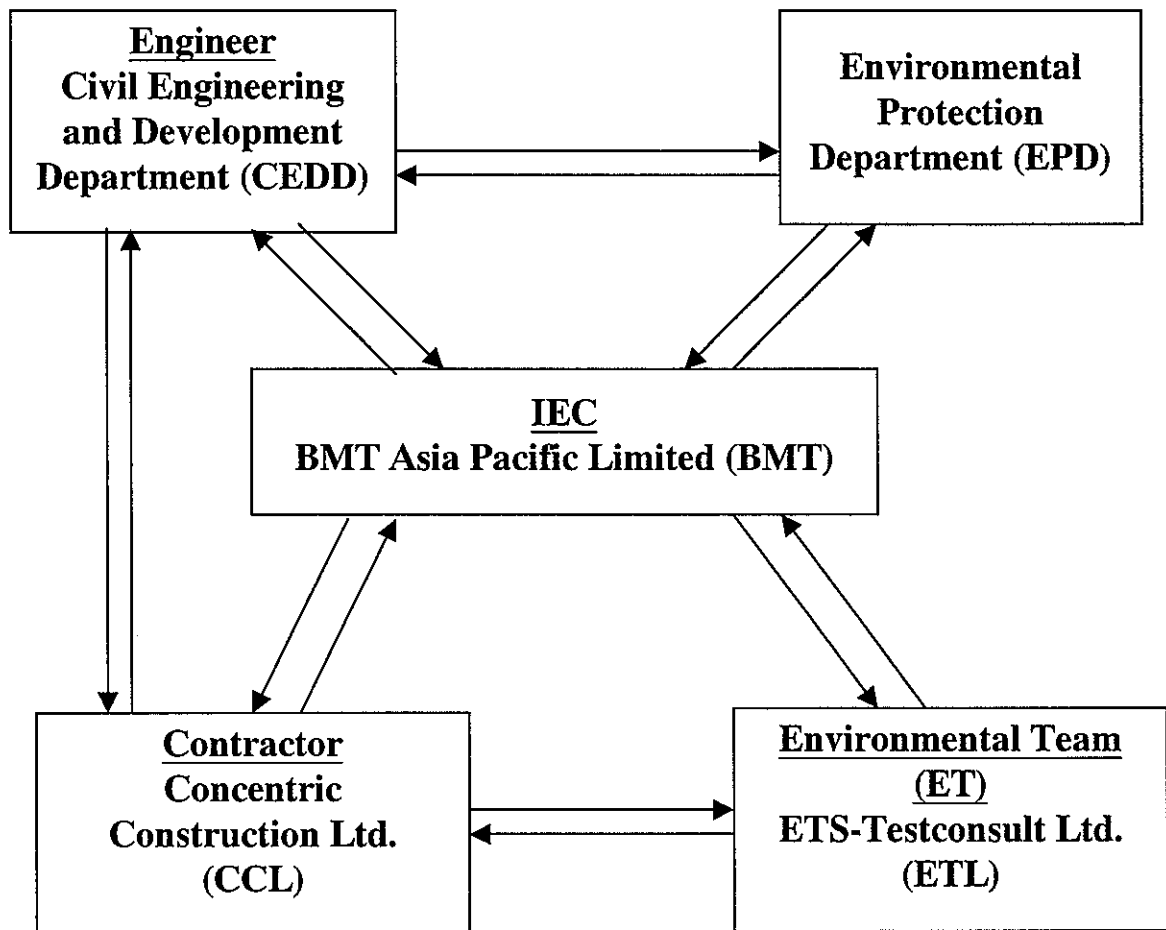 Engineer
Civil Engineering
and Development
Department (CEDD)
Environmental
Protection
Department (EPD)
IEC
BMT Asia Pacific Limited (BMT)
Contractor
Concentric
Construction Ltd.
(CCL)
Environmental Team
(ET)
ETS-Testconsult Ltd.
(ETL)